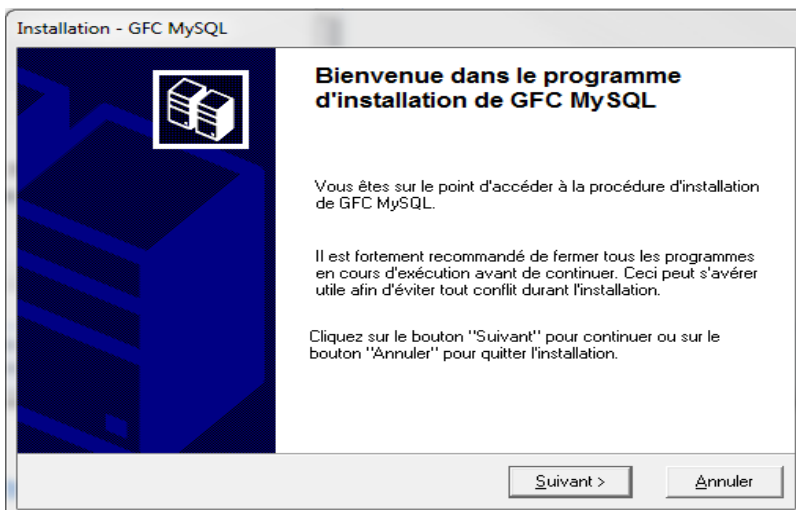 Installation - GFC MySQL
Bienvenue dans le programme
d'installation de GFC MySQL
Vous êtes sur le point d'accéder à la procédure d'installation
de GFC MySQL.
Il est fortement recommandé de fermer tous les programmes
en cours d'exécution avant de continuer. Ceci peut s'avérer
utile afin d'éviter tout conflit durant l'installation.
Cliquez sur le bouton "Suivant" pour continuer ou sur le
bouton "Annuler" pour quitter l'installation.
Suivant > Annuler